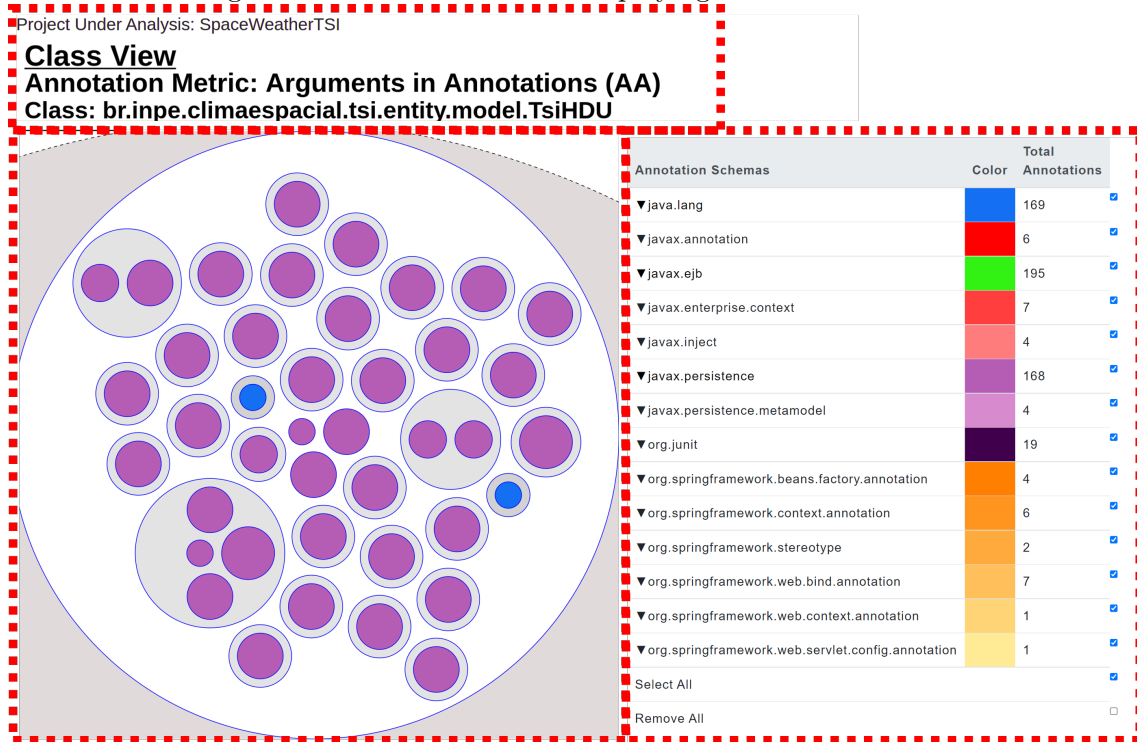 Project Under Analysis: SpaceWeatherTSI
Class View
Annotation Metric: Arguments in Annotations (AA)
Class: br.inpe.climaespacial.tsi.entity.model.TsiHDU
Annotation Schemas Color Total Annotations
▼java.lang 169
▼javax.annotation 6
▼javax.ejb 195
▼javax.enterprise.context 7
▼javax.inject 4
▼javax.persistence 168
▼javax.persistence.metamodel 4
▼org.junit 19
▼org.springframework.beans.factory.annotation 4
▼org.springframework.context.annotation 6
▼org.springframework.stereotype 2
▼org.springframework.web.bind.annotation 7
▼org.springframework.web.context.annotation 1
▼org.springframework.web.servlet.config.annotation 1
Select All
Remove All